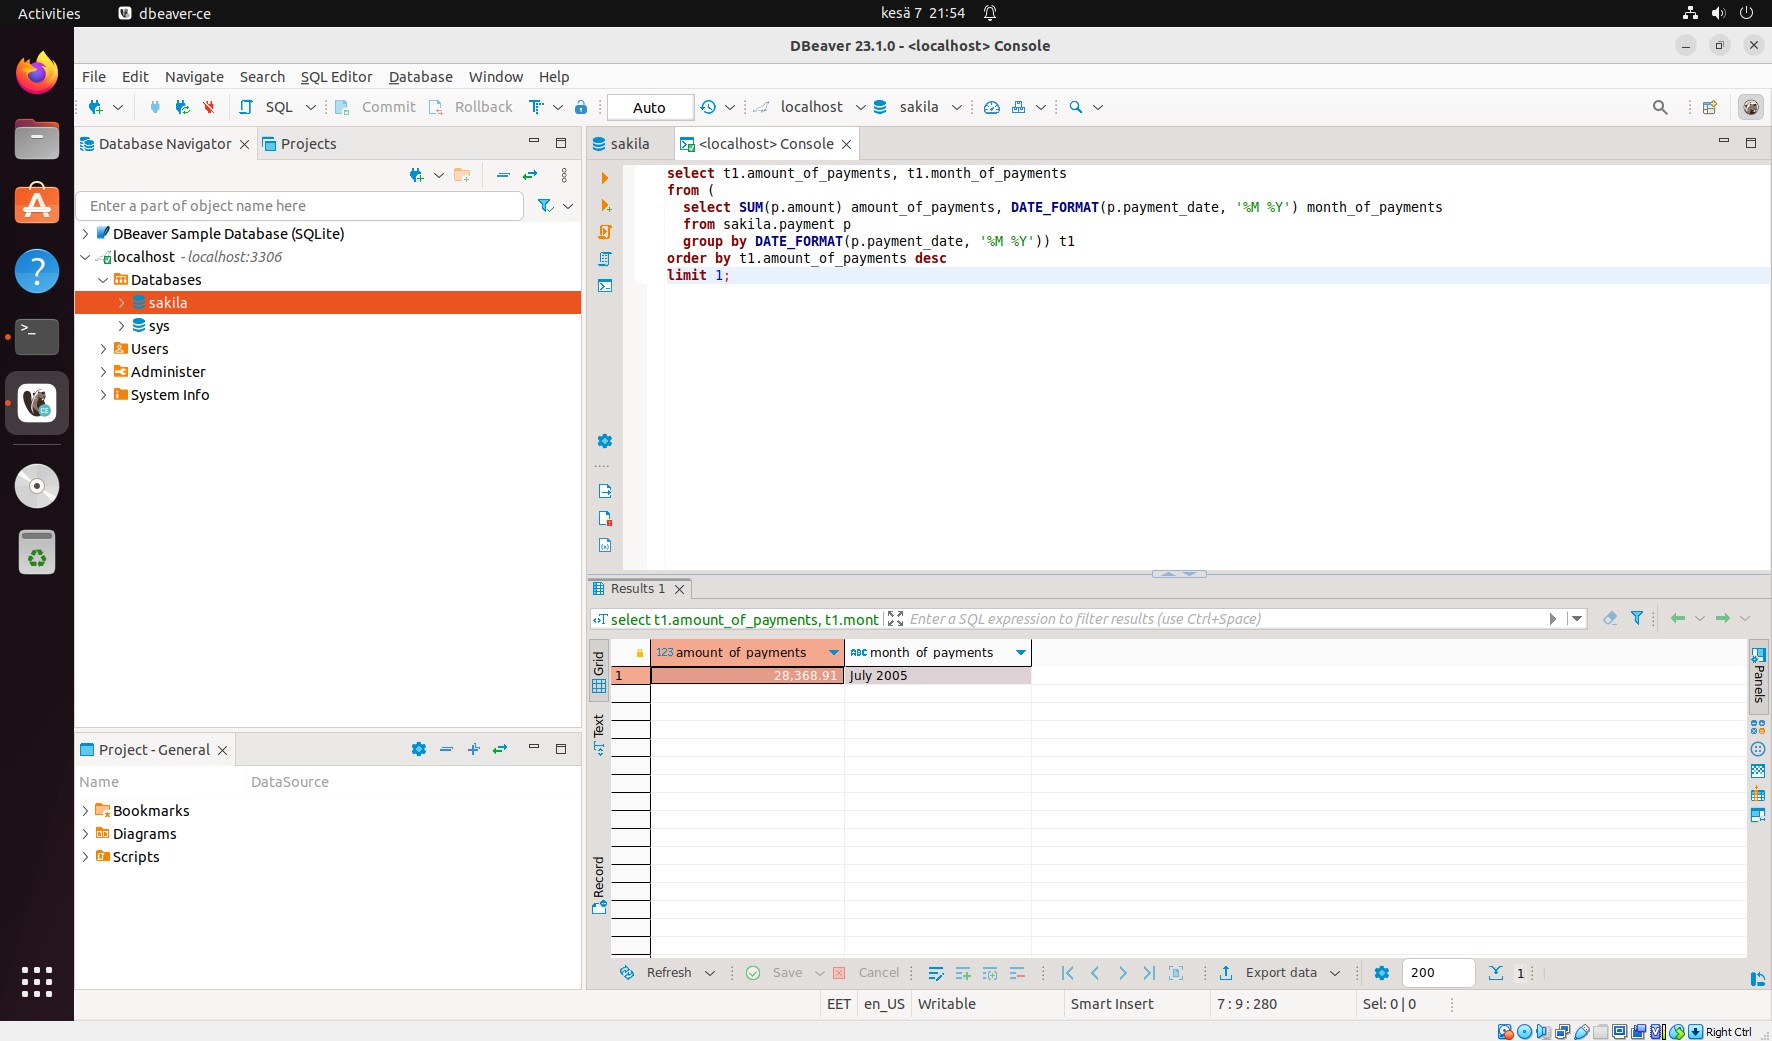 Activities dbeaver-ce kesä 7 21:54
DBeaver 23.1.0 - <localhost> Console
File Edit Navigate Search SQL Editor Database Window Help
SQL Commit Rollback Auto localhost sakila
Database Navigator Projects
sakila <localhost> Console
Enter a part of object name here
DBeaver Sample Database (SQLite)
localhost - localhost:3306
Databases
sakila
sys
Users
Administer
System Info
select t1.amount_of_payments, t1.month_of_payments
from (
select SUM(p.amount) amount_of_payments, DATE_FORMAT(p.payment_date, '%M %Y') month_of_payments
from sakila.payment p
group by DATE_FORMAT(p.payment_date, '%M %Y')) t1
order by t1.amount_of_payments desc
limit 1;
Results 1
select t1.amount_of_payments, t1.mont Enter a SQL expression to filter results (use Ctrl+Space)
Grid
Text
Record
123 amount_of_payments ABC month_of_payments
1 28,368.91 July 2005
Panels
Project - General
Name DataSource
Bookmarks
Diagrams
Scripts
Refresh Save Cancel Export data 200 1
EET en_US Writable Smart Insert 7 : 9 : 280 Sel: 0 | 0
Right Ctrl